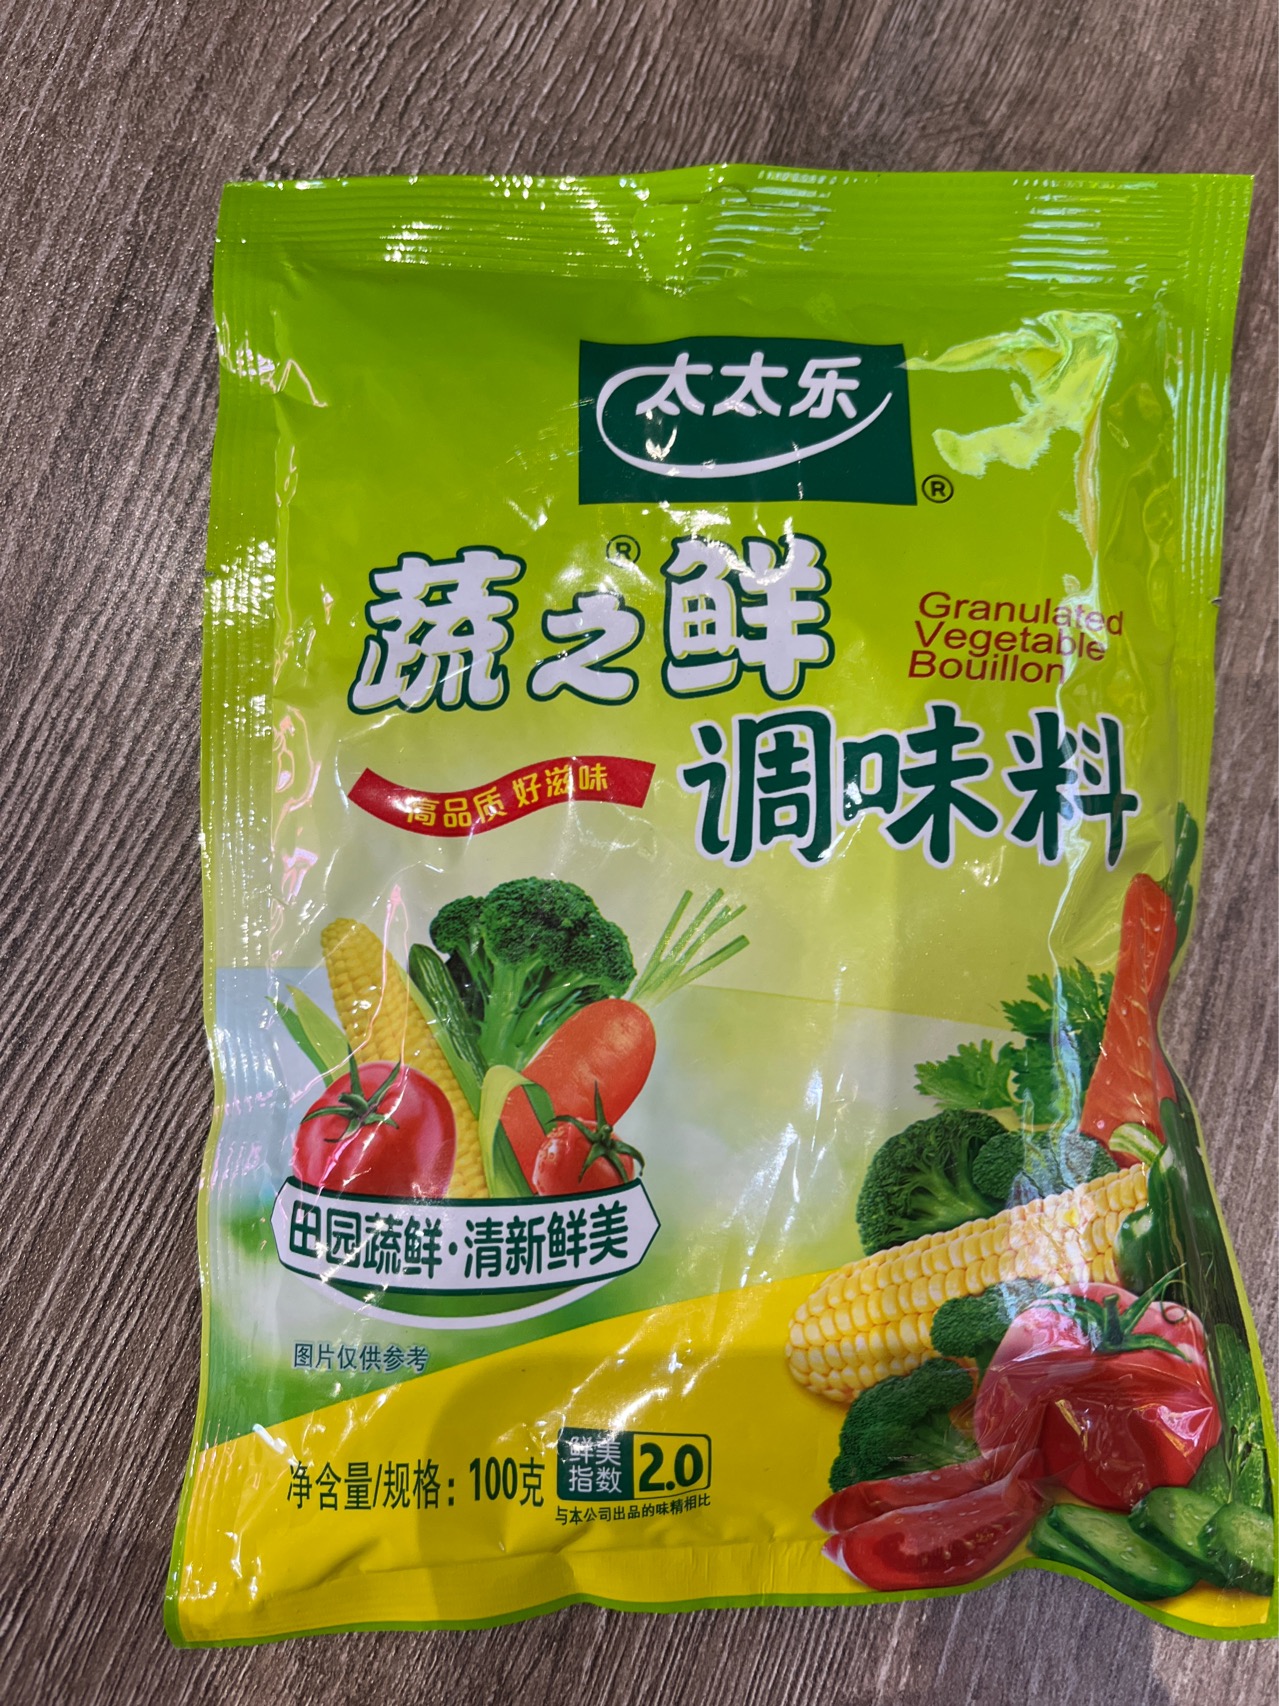 太太乐
®
蔬之鲜
®
Granulated
Vegetable
Bouillon
调味料
高品质 好滋味
田园蔬鲜·清新鲜美
图片仅供参考
净含量/规格：100克
鲜美
指数
2.0
与本公司出品的味精相比